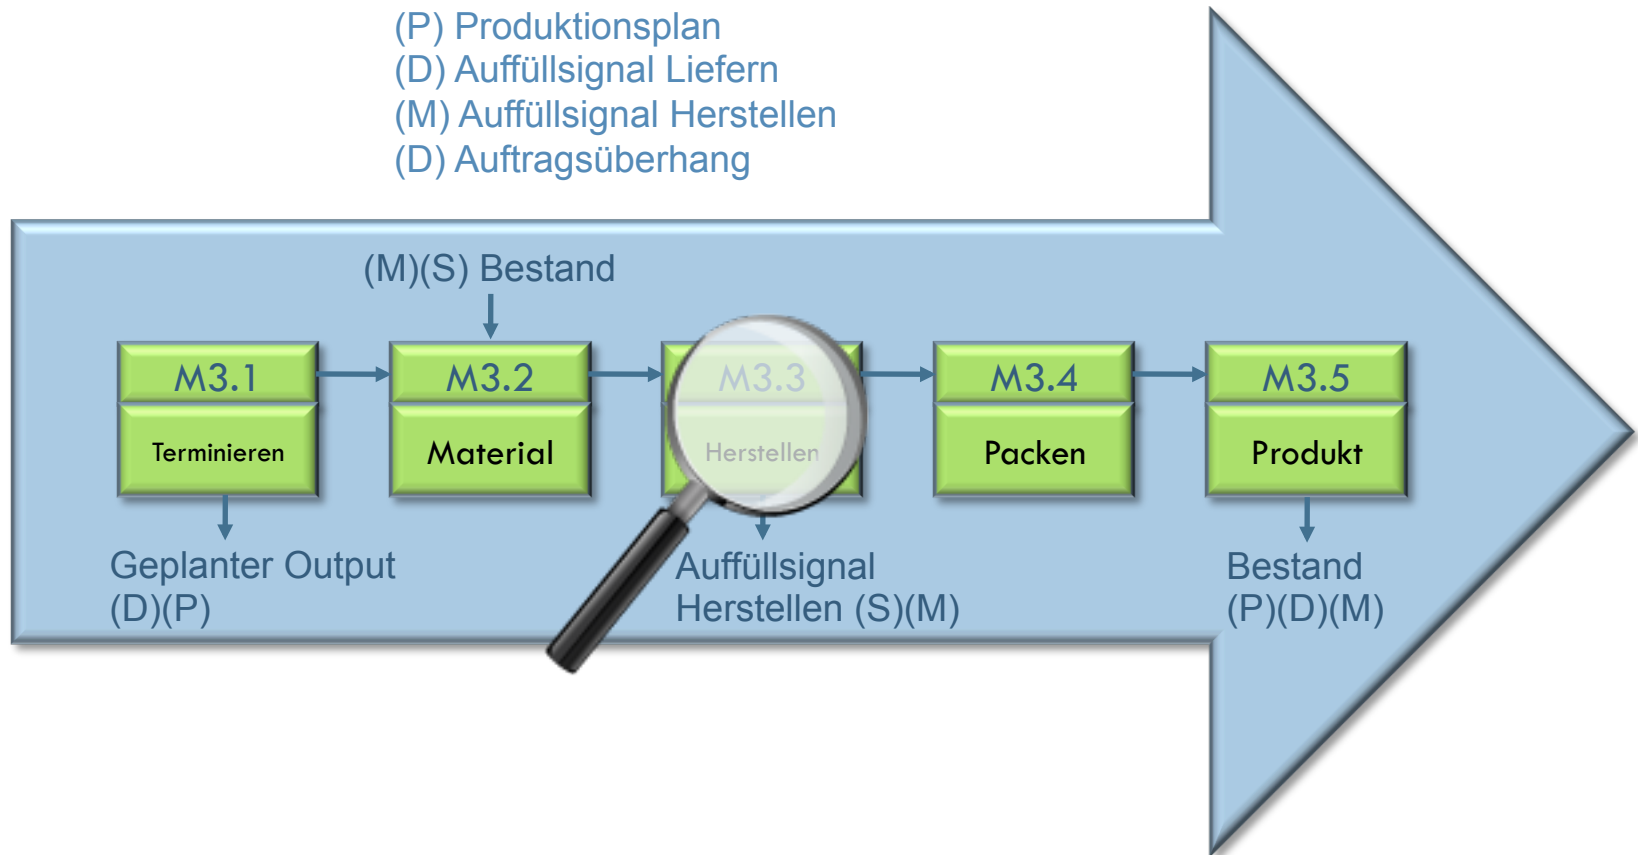 (P) Produktionsplan
(D) Auffüllsignal Liefern
(M) Auffüllsignal Herstellen
(D) Auftragsüberhang
(M)(S) Bestand
M3.1
M3.2
M3.3
M3.4
M3.5
Terminieren
Material
Herstellen
Packen
Produkt
Geplanter Output
(D)(P)
Auffüllsignal
Herstellen (S)(M)
Bestand
(P)(D)(M)